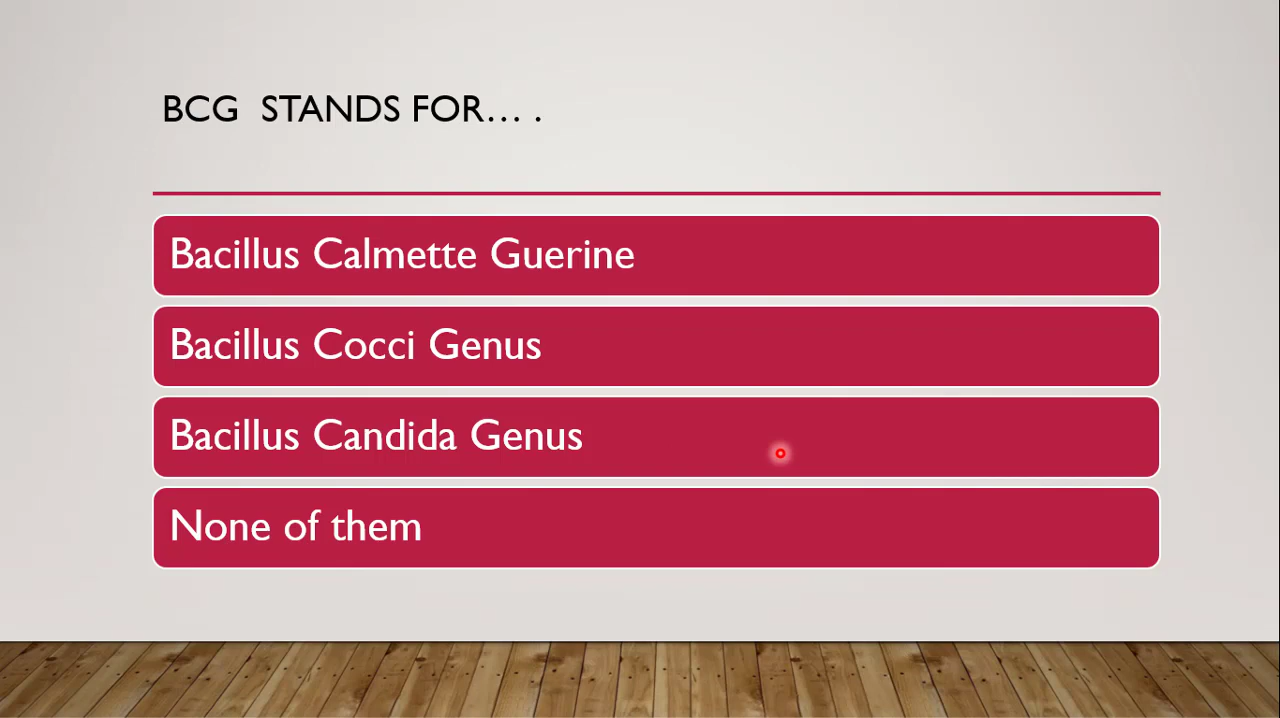 BCG STANDS FOR... .
Bacillus Calmette Guerine
Bacillus Cocci Genus
Bacillus Candida Genus
None of them